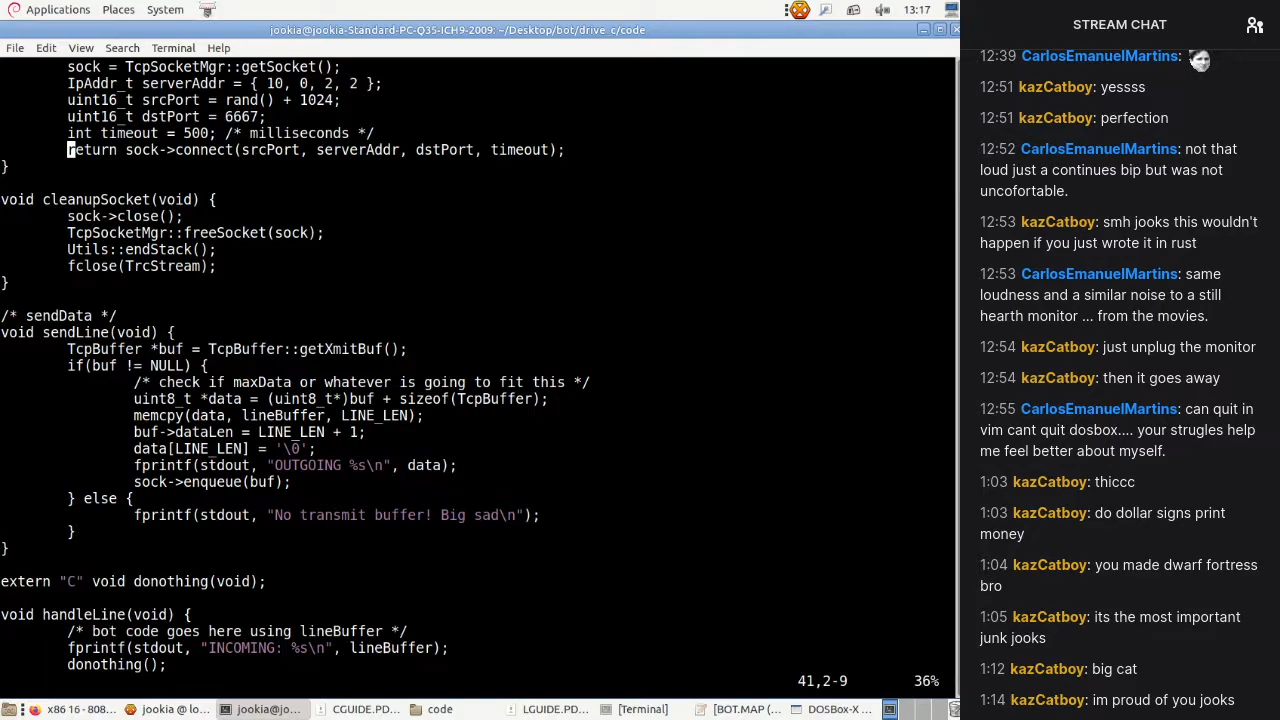 Applications Places System 13:17
jookia@jookia-Standard-PC-Q35-ICH9-2009: ~/Desktop/bot/drive_c/code
File Edit View Search Terminal Help
sock = TcpSocketMgr::getSocket();
IpAddr_t serverAddr = { 10, 0, 2, 2 };
uint16_t srcPort = rand() + 1024;
uint16_t dstPort = 6667;
int timeout = 500; /* milliseconds */
return sock->connect(srcPort, serverAddr, dstPort, timeout);
}
void cleanupSocket(void) {
sock->close();
TcpSocketMgr::freeSocket(sock);
Utils::endStack();
fclose(TrcStream);
}
/* sendData */
void sendLine(void) {
TcpBuffer *buf = TcpBuffer::getXmitBuf();
if(buf != NULL) {
/* check if maxData or whatever is going to fit this */
uint8_t *data = (uint8_t*)buf + sizeof(TcpBuffer);
memcpy(data, lineBuffer, LINE_LEN);
buf->dataLen = LINE_LEN + 1;
data[LINE_LEN] = '\0';
fprintf(stdout, "OUTGOING %s\n", data);
sock->enqueue(buf);
} else {
fprintf(stdout, "No transmit buffer! Big sad\n");
}
}
extern "C" void donothing(void);
void handleLine(void) {
/* bot code goes here using lineBuffer */
fprintf(stdout, "INCOMING: %s\n", lineBuffer);
donothing();
41,2-9 36%
x86 16 - 808... jookia @ lo... jookia@jo... CGUIDE.PD... code LGUIDE.PD... [Terminal] [BOT.MAP (... DOSBox-X ...
STREAM CHAT
12:39 CarlosEmanuelMartins:
12:51 kazCatboy: yessss
12:51 kazCatboy: perfection
12:52 CarlosEmanuelMartins: not that
loud just a continues bip but was not
uncofortable.
12:53 kazCatboy: smh jooks this wouldn't
happen if you just wrote it in rust
12:53 CarlosEmanuelMartins: same
loudness and a similar noise to a still
hearth monitor ... from the movies.
12:54 kazCatboy: just unplug the monitor
12:54 kazCatboy: then it goes away
12:55 CarlosEmanuelMartins: can quit in
vim cant quit dosbox.... your strugles help
me feel better about myself.
1:03 kazCatboy: thiccc
1:03 kazCatboy: do dollar signs print
money
1:04 kazCatboy: you made dwarf fortress
bro
1:05 kazCatboy: its the most important
junk jooks
1:12 kazCatboy: big cat
1:14 kazCatboy: im proud of you jooks